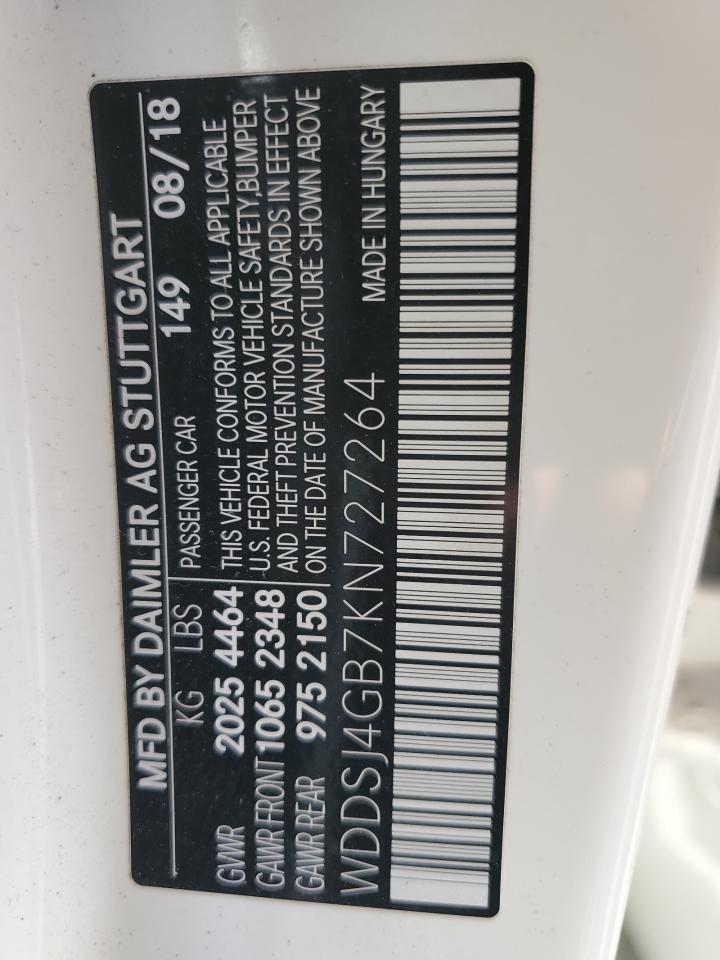 MFD BY DAIMLER AG STUTTGART
KG LBS PASSENGER CAR 149 08/18
GVWR 2025 4464 THIS VEHICLE CONFORMS TO ALL APPLICABLE
GAWR FRONT 1065 2348 U.S. FEDERAL MOTOR VEHICLE SAFETY,BUMPER
GAWR REAR 975 2150 AND THEFT PREVENTION STANDARDS IN EFFECT
ON THE DATE OF MANUFACTURE SHOWN ABOVE
WDDSJ4GB7KN727264 MADE IN HUNGARY